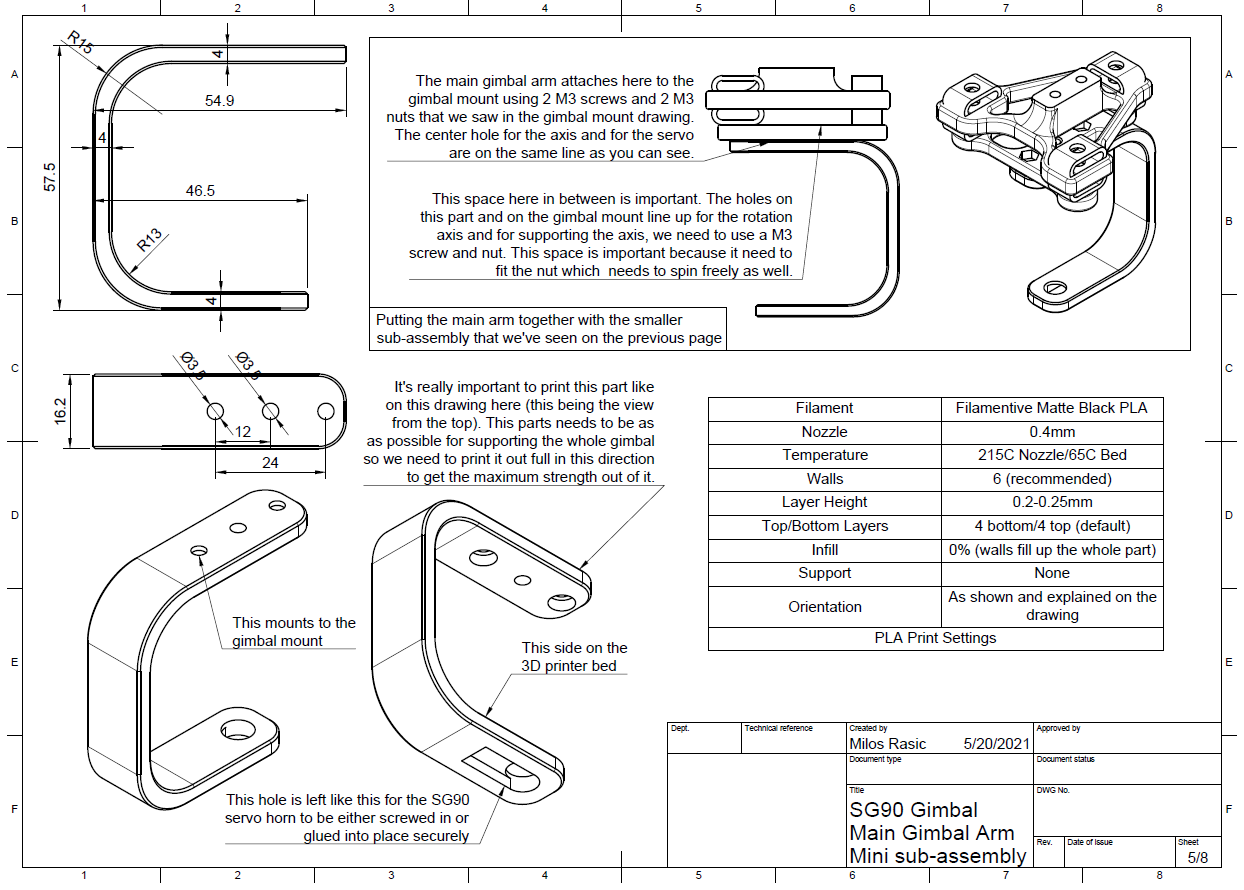 1 2 3 4 5 6 7 8
A
B
C
D
E
F
A
B
C
D
E
F
R15
4
54.9
4
57.5
46.5
R13
4
The main gimbal arm attaches here to the
gimbal mount using 2 M3 screws and 2 M3
nuts that we saw in the gimbal mount drawing.
The center hole for the axis and for the servo
are on the same line as you can see.
This space here in between is important. The holes on
this part and on the gimbal mount line up for the rotation
axis and for supporting the axis, we need to use a M3
screw and nut. This space is important because it need to
fit the nut which needs to spin freely as well.
Putting the main arm together with the smaller
sub-assembly that we've seen on the previous page
Ø3.5
Ø3.5
16.2
12
24
It's really important to print this part like
on this drawing here (this being the view
from the top). This parts needs to be as
as possible for supporting the whole gimbal
so we need to print it out full in this direction
to get the maximum strength out of it.
Filament Filamentive Matte Black PLA
Nozzle 0.4mm
Temperature 215C Nozzle/65C Bed
Walls 6 (recommended)
Layer Height 0.2-0.25mm
Top/Bottom Layers 4 bottom/4 top (default)
Infill 0% (walls fill up the whole part)
Support None
Orientation As shown and explained on the
drawing
PLA Print Settings
This mounts to the
gimbal mount
This side on the
3D printer bed
This hole is left like this for the SG90
servo horn to be either screwed in or
glued into place securely
Dept.
Technical reference
Created by
Milos Rasic 5/20/2021
Approved by
Document type
Document status
Title
SG90 Gimbal
Main Gimbal Arm
Mini sub-assembly
DWG No.
Rev.
Date of issue
Sheet
5/8
1 2 3 4 5 6 7 8